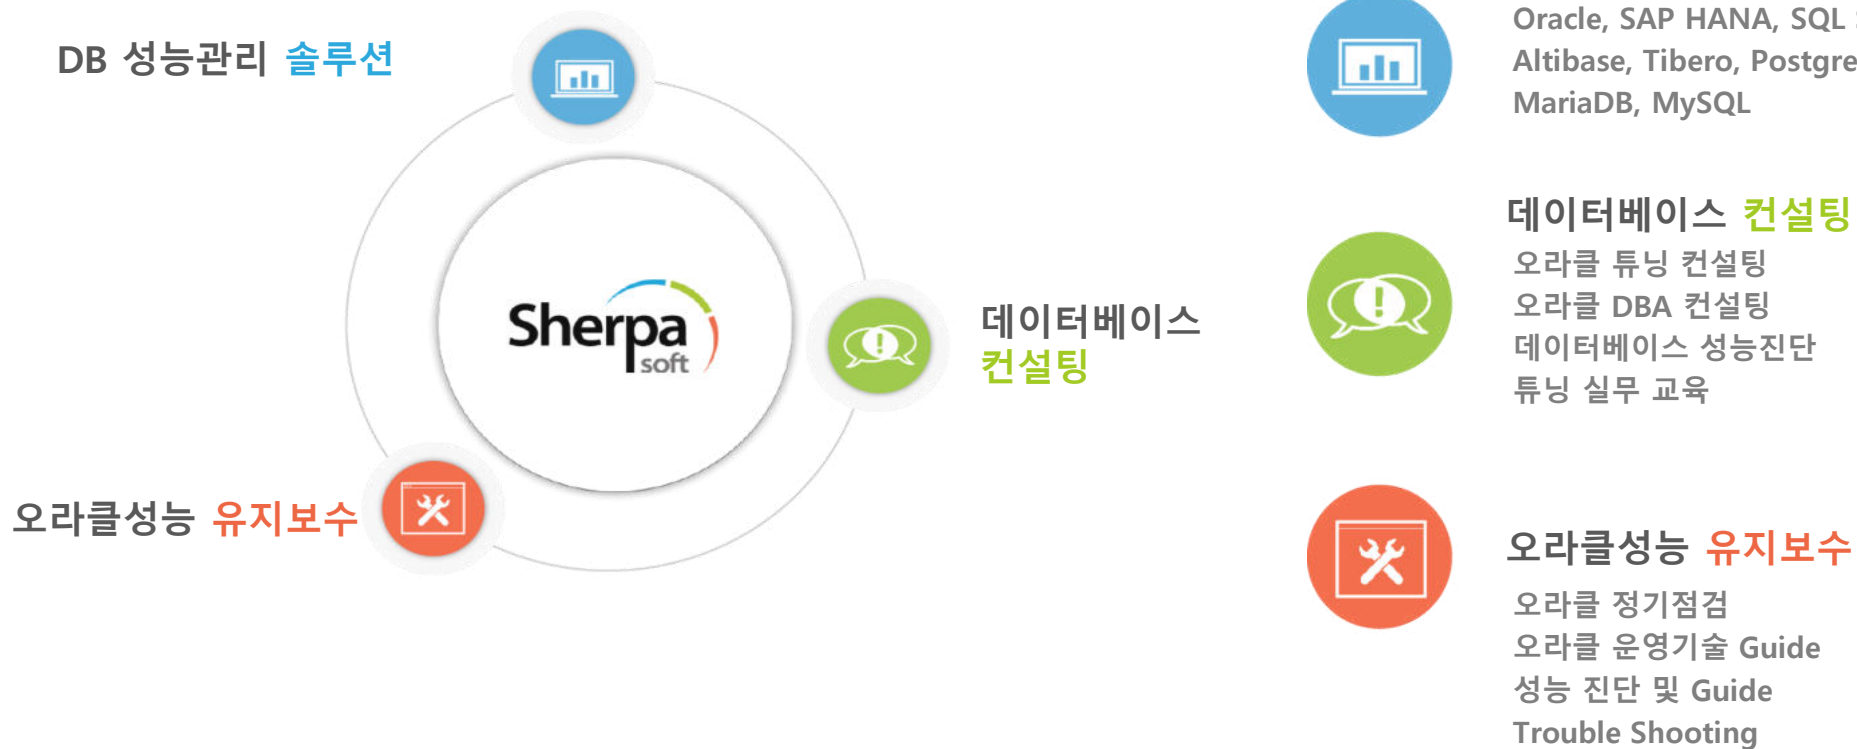 DB 성능관리 솔루션
Sherpa
soft
데이터베이스
컨설팅
오라클성능 유지보수
Oracle, SAP HANA, SQL
Altibase, Tibero, Postgre
MariaDB, MySQL
데이터베이스 컨설팅
오라클 튜닝 컨설팅
오라클 DBA 컨설팅
데이터베이스 성능진단
튜닝 실무 교육
오라클성능 유지보수
오라클 정기점검
오라클 운영기술 Guide
성능 진단 및 Guide
Trouble Shooting